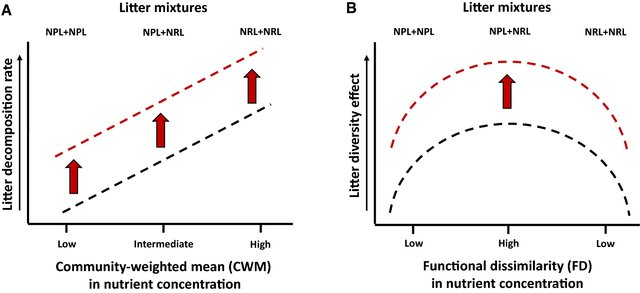 A
Litter mixtures
NPL+NPL NPL+NRL NRL+NRL
Litter decomposition rate
Low Intermediate High
Community-weighted mean (CWM)
in nutrient concentration
B
Litter mixtures
NPL+NPL NPL+NRL NRL+NRL
Litter diversity effect
Low High Low
Functional dissimilarity (FD)
in nutrient concentration